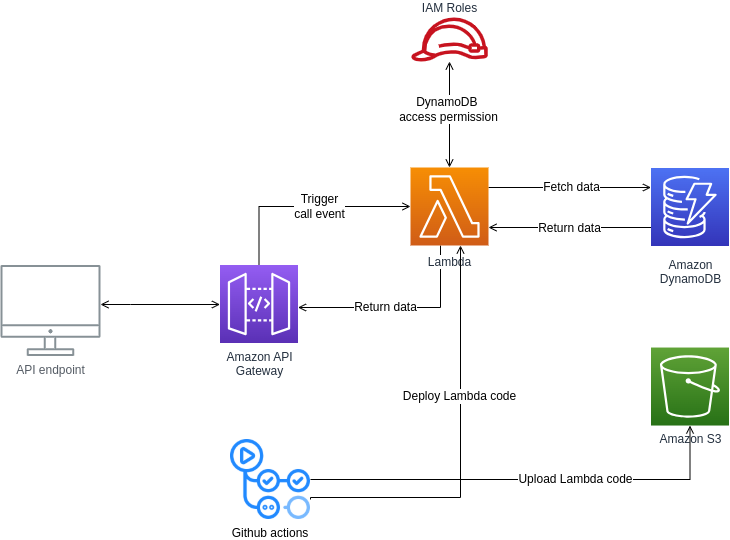 IAM Roles
DynamoDB
access permission
Trigger
call event
Fetch data
Return data
Lambda
Amazon
DynamoDB
Return data
API endpoint
Amazon API
Gateway
Deploy Lambda code
Amazon S3
Upload Lambda code
Github actions